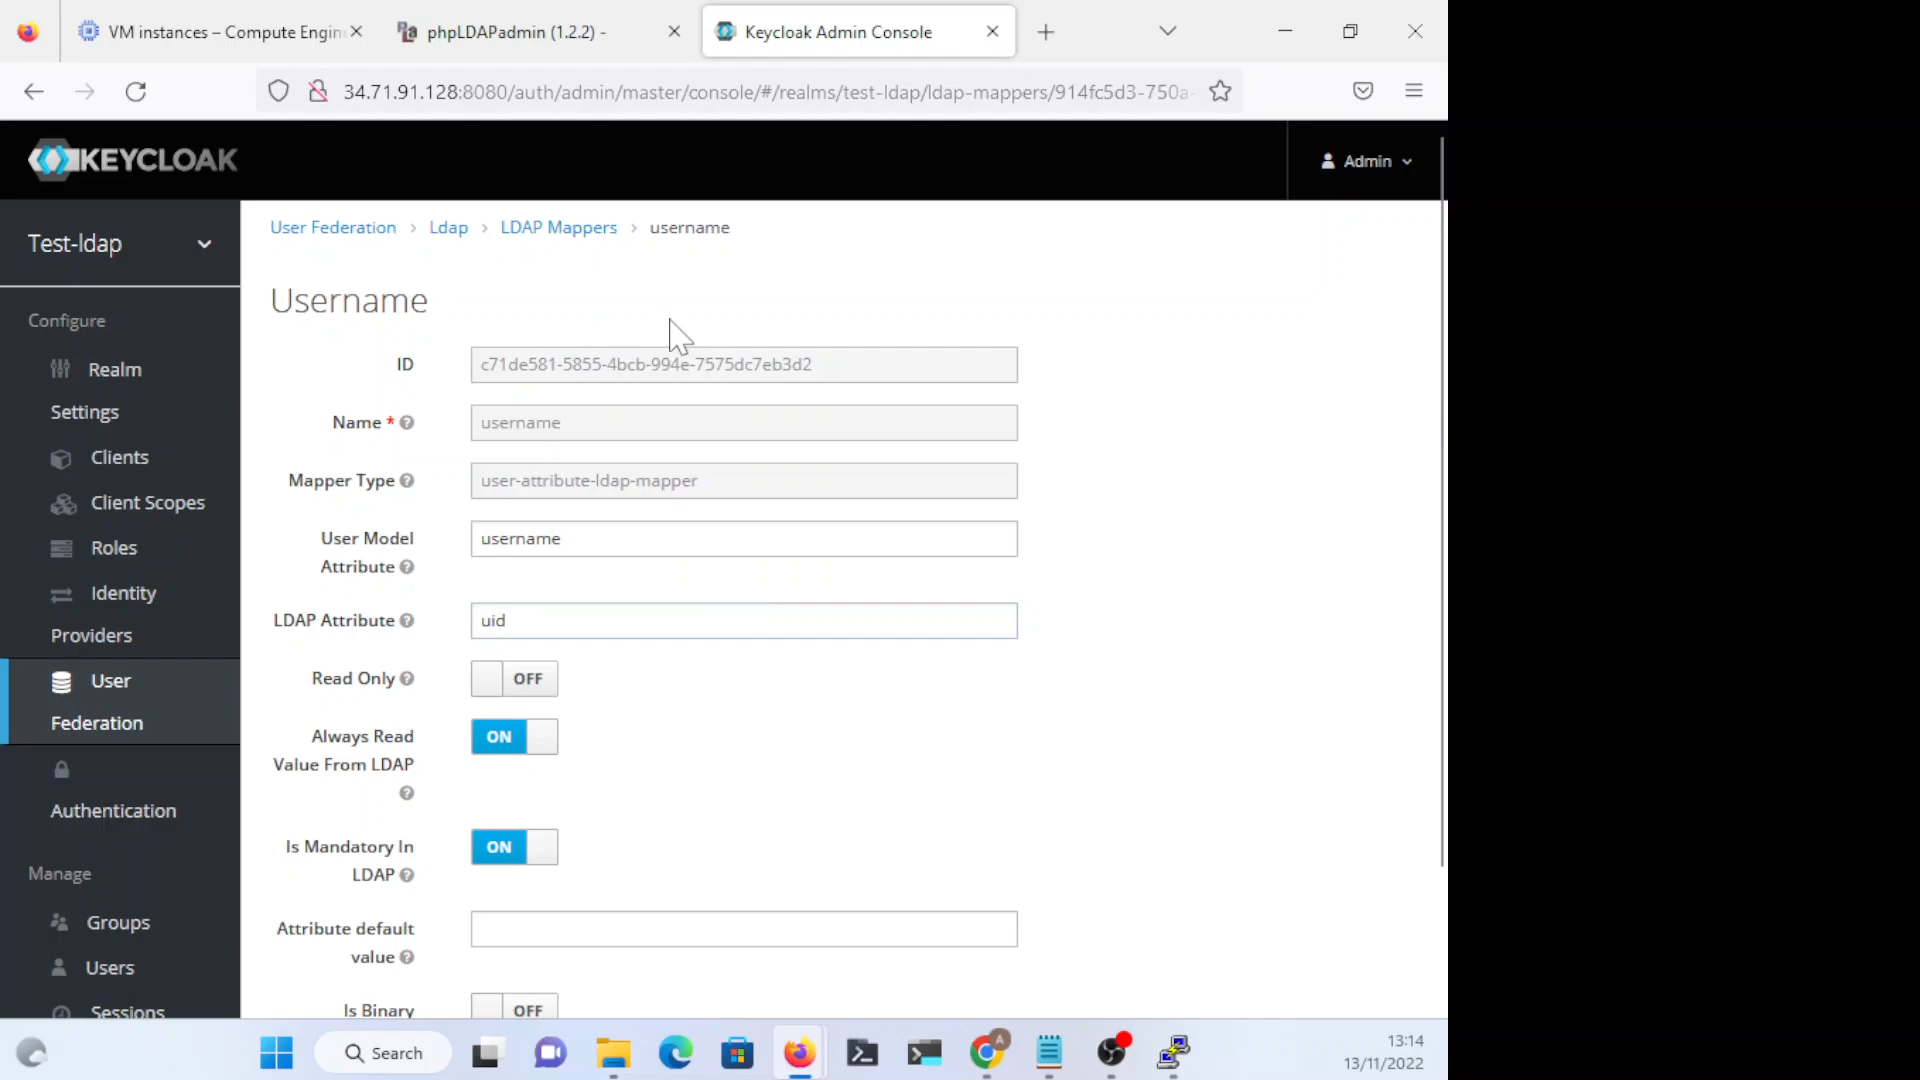 VM instances – Compute Engin
phpLDAPadmin (1.2.2) -
Keycloak Admin Console
34.71.91.128:8080/auth/admin/master/console/#/realms/test-ldap/ldap-mappers/914fc5d3-750a-
KEYCLOAK
Admin
Test-ldap
Configure
Realm
Settings
Clients
Client Scopes
Roles
Identity
Providers
User
Federation
Authentication
Manage
Groups
Users
Sessions
User Federation > Ldap > LDAP Mappers > username
Username
ID
c71de581-5855-4bcb-994e-7575dc7eb3d2
Name *
username
Mapper Type
user-attribute-ldap-mapper
User Model
Attribute
username
LDAP Attribute
uid
Read Only
OFF
Always Read
Value From LDAP
ON
Is Mandatory In
LDAP
ON
Attribute default
value
Is Binary
OFF
Search
A
13:14
13/11/2022